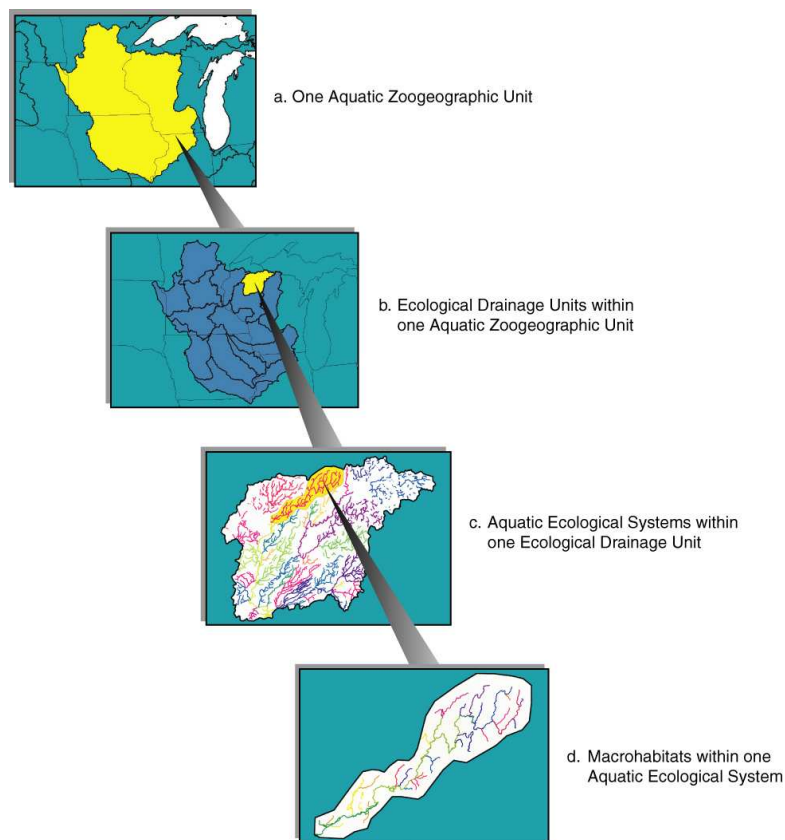 a. One Aquatic Zoogeographic Unit
b. Ecological Drainage Units within
one Aquatic Zoogeographic Unit
c. Aquatic Ecological Systems within
one Ecological Drainage Unit
d. Macrohabitats within one
Aquatic Ecological System